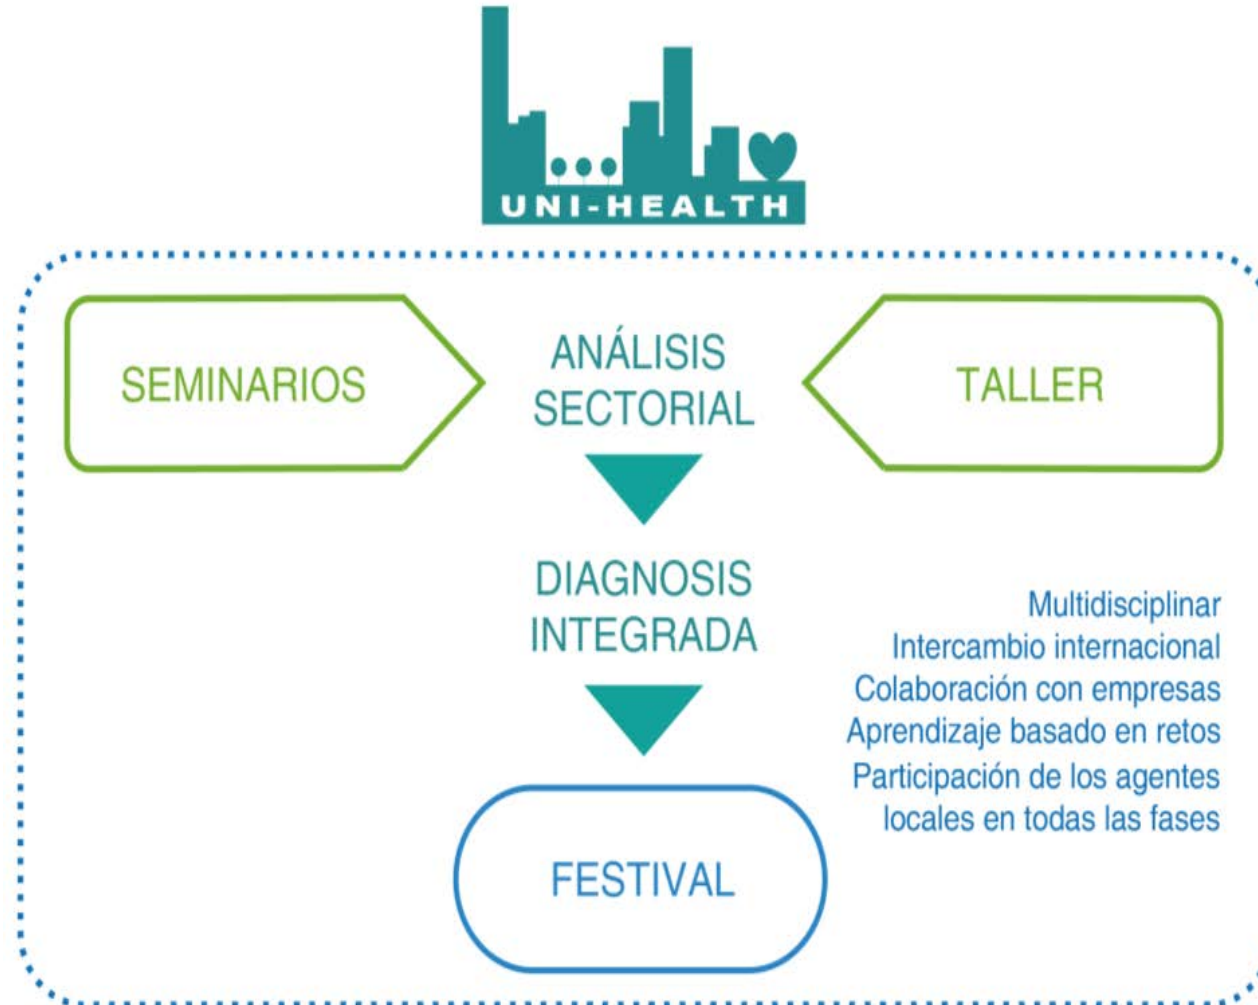 UNI-HEALTH
SEMINARIOS
ANÁLISIS
SECTORIAL
TALLER
DIAGNOSIS
INTEGRADA
Multidisciplinar
Intercambio internacional
Colaboración con empresas
Aprendizaje basado en retos
Participación de los agentes
locales en todas las fases
FESTIVAL